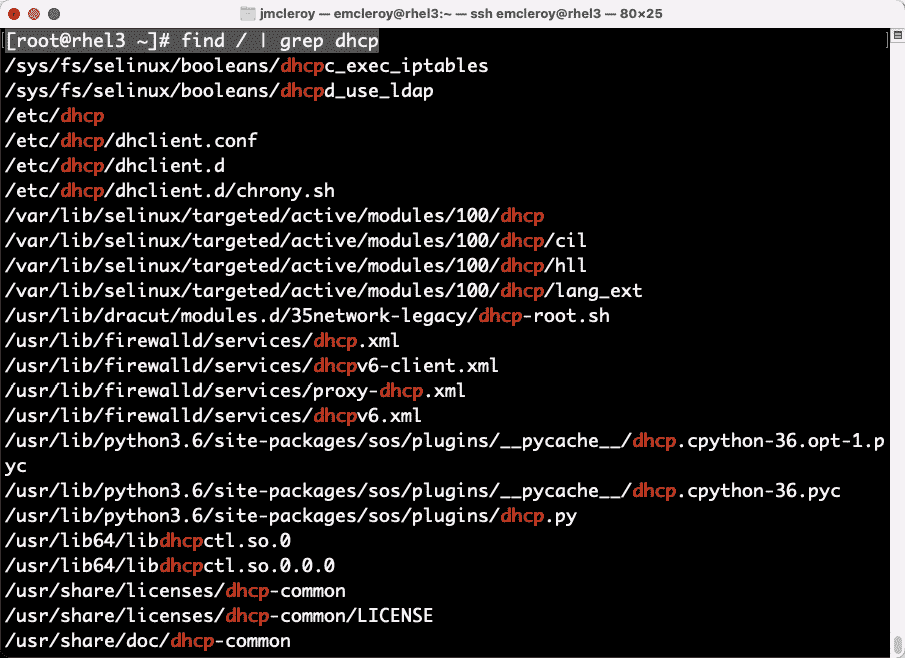 jmcleroy — emcleroy@rhel3:~ — ssh emcleroy@rhel3 — 80×25
[root@rhel3 ~]# find / | grep dhcp
/sys/fs/selinux/booleans/dhcpc_exec_iptables
/sys/fs/selinux/booleans/dhcpd_use_ldap
/etc/dhcp
/etc/dhcp/dhclient.conf
/etc/dhcp/dhclient.d
/etc/dhcp/dhclient.d/chrony.sh
/var/lib/selinux/targeted/active/modules/100/dhcp
/var/lib/selinux/targeted/active/modules/100/dhcp/cil
/var/lib/selinux/targeted/active/modules/100/dhcp/hll
/var/lib/selinux/targeted/active/modules/100/dhcp/lang_ext
/usr/lib/dracut/modules.d/35network-legacy/dhcp-root.sh
/usr/lib/firewalld/services/dhcp.xml
/usr/lib/firewalld/services/dhcpv6-client.xml
/usr/lib/firewalld/services/proxy-dhcp.xml
/usr/lib/firewalld/services/dhcpv6.xml
/usr/lib/python3.6/site-packages/sos/plugins/__pycache__/dhcp.cpython-36.opt-1.p
yc
/usr/lib/python3.6/site-packages/sos/plugins/__pycache__/dhcp.cpython-36.pyc
/usr/lib/python3.6/site-packages/sos/plugins/dhcp.py
/usr/lib64/libdhcpctl.so.0
/usr/lib64/libdhcpctl.so.0.0.0
/usr/share/licenses/dhcp-common
/usr/share/licenses/dhcp-common/LICENSE
/usr/share/doc/dhcp-common